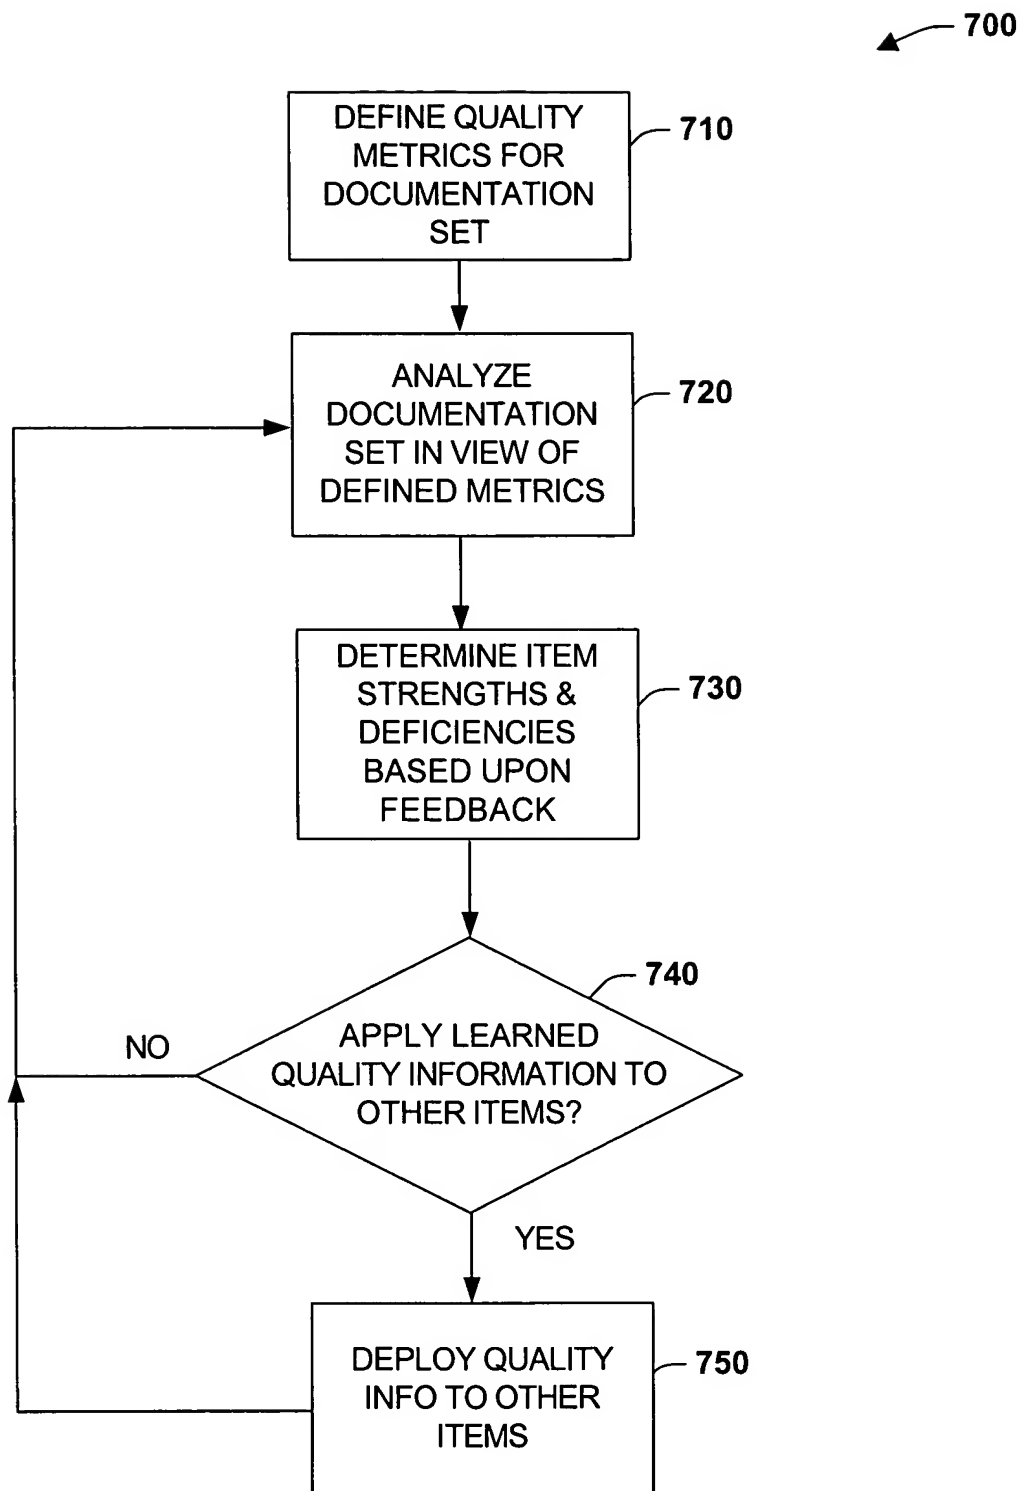 700
DEFINE QUALITY
METRICS FOR
DOCUMENTATION
SET
710
ANALYZE
DOCUMENTATION
SET IN VIEW OF
DEFINED METRICS
720
DETERMINE ITEM
STRENGTHS &
DEFICIENCIES
BASED UPON
FEEDBACK
730
740
APPLY LEARNED
QUALITY INFORMATION TO
OTHER ITEMS?
NO
YES
DEPLOY QUALITY
INFO TO OTHER
ITEMS
750